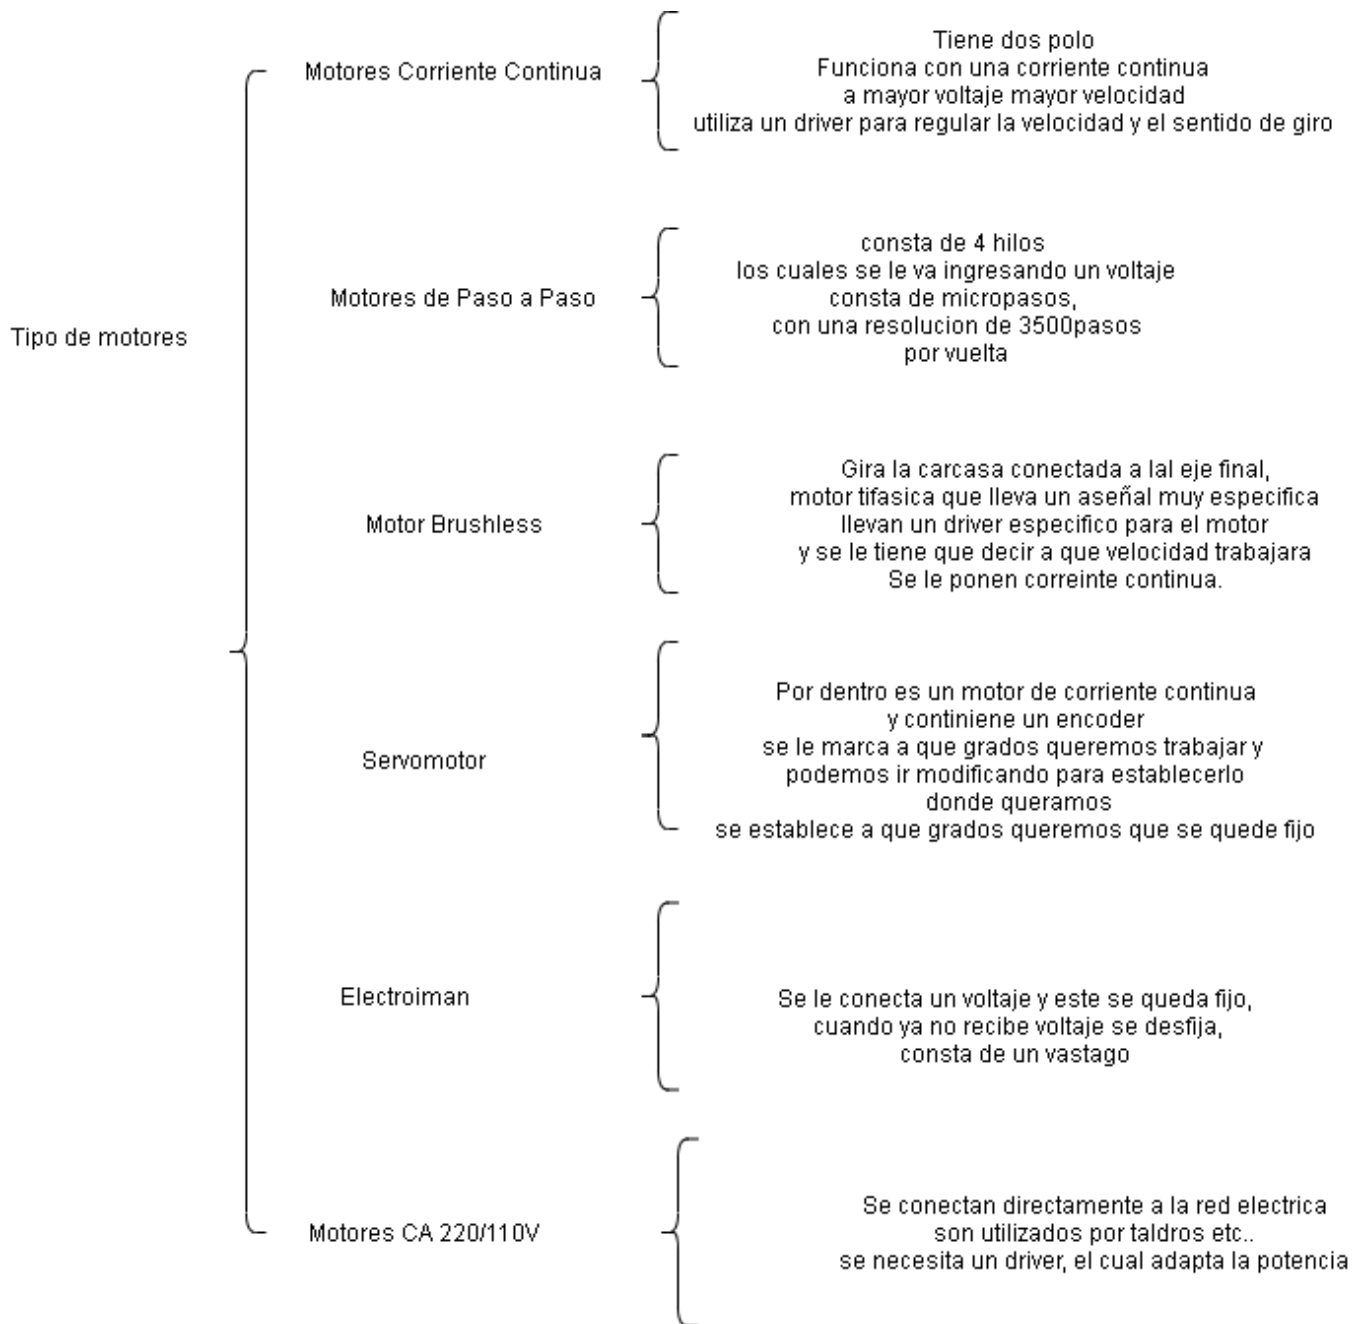 Tipo de motores
Motores Corriente Continua
Tiene dos polo
Funciona con una corriente continua
a mayor voltaje mayor velocidad
utiliza un driver para regular la velocidad y el sentido de giro
Motores de Paso a Paso
consta de 4 hilos
los cuales se le va ingresando un voltaje
consta de micropasos,
con una resolucion de 3500pasos
por vuelta
Motor Brushless
Gira la carcasa conectada a lal eje final,
motor tifasica que lleva un aseñal muy especifica
llevan un driver especifico para el motor
y se le tiene que decir a que velocidad trabajara
Se le ponen correinte continua.
Servomotor
Por dentro es un motor de corriente continua
y continiene un encoder
se le marca a que grados queremos trabajar y
podemos ir modificando para establecerlo
donde queramos
se establece a que grados queremos que se quede fijo
Electroiman
Se le conecta un voltaje y este se queda fijo,
cuando ya no recibe voltaje se desfija,
consta de un vastago
Motores CA 220/110V
Se conectan directamente a la red electrica
son utilizados por taldros etc..
se necesita un driver, el cual adapta la potencia